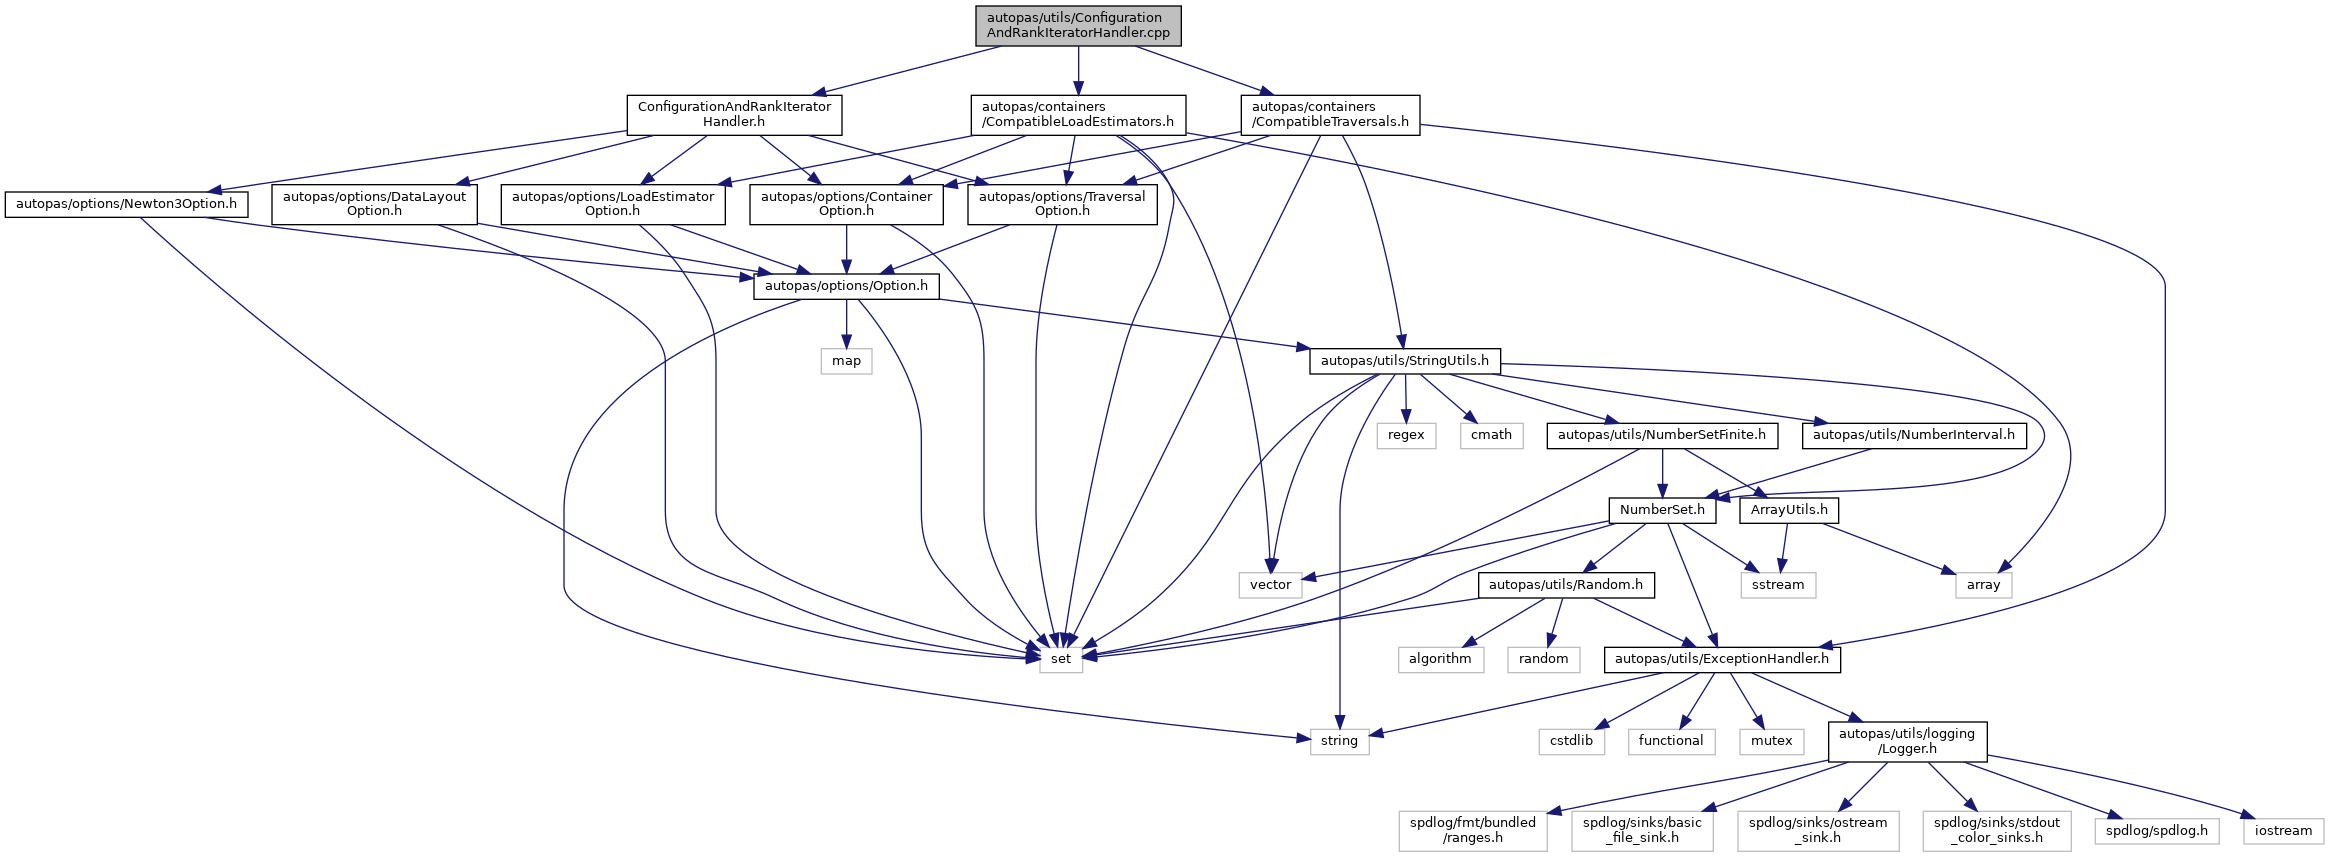 autopas/utils/Configuration
AndRankIteratorHandler.cpp
ConfigurationAndRankIterator
Handler.h
autopas/containers
/CompatibleLoadEstimators.h
autopas/containers
/CompatibleTraversals.h
autopas/options/Newton3Option.h
autopas/options/DataLayout
Option.h
autopas/options/LoadEstimator
Option.h
autopas/options/Container
Option.h
autopas/options/Traversal
Option.h
autopas/options/Option.h
map
autopas/utils/StringUtils.h
regex
cmath
autopas/utils/NumberSetFinite.h
autopas/utils/NumberInterval.h
NumberSet.h
ArrayUtils.h
vector
autopas/utils/Random.h
sstream
array
set
algorithm
random
autopas/utils/ExceptionHandler.h
string
cstdlib
functional
mutex
autopas/utils/logging
/Logger.h
spdlog/fmt/bundled
/ranges.h
spdlog/sinks/basic
_file_sink.h
spdlog/sinks/ostream
_sink.h
spdlog/sinks/stdout
_color_sinks.h
spdlog/spdlog.h
iostream